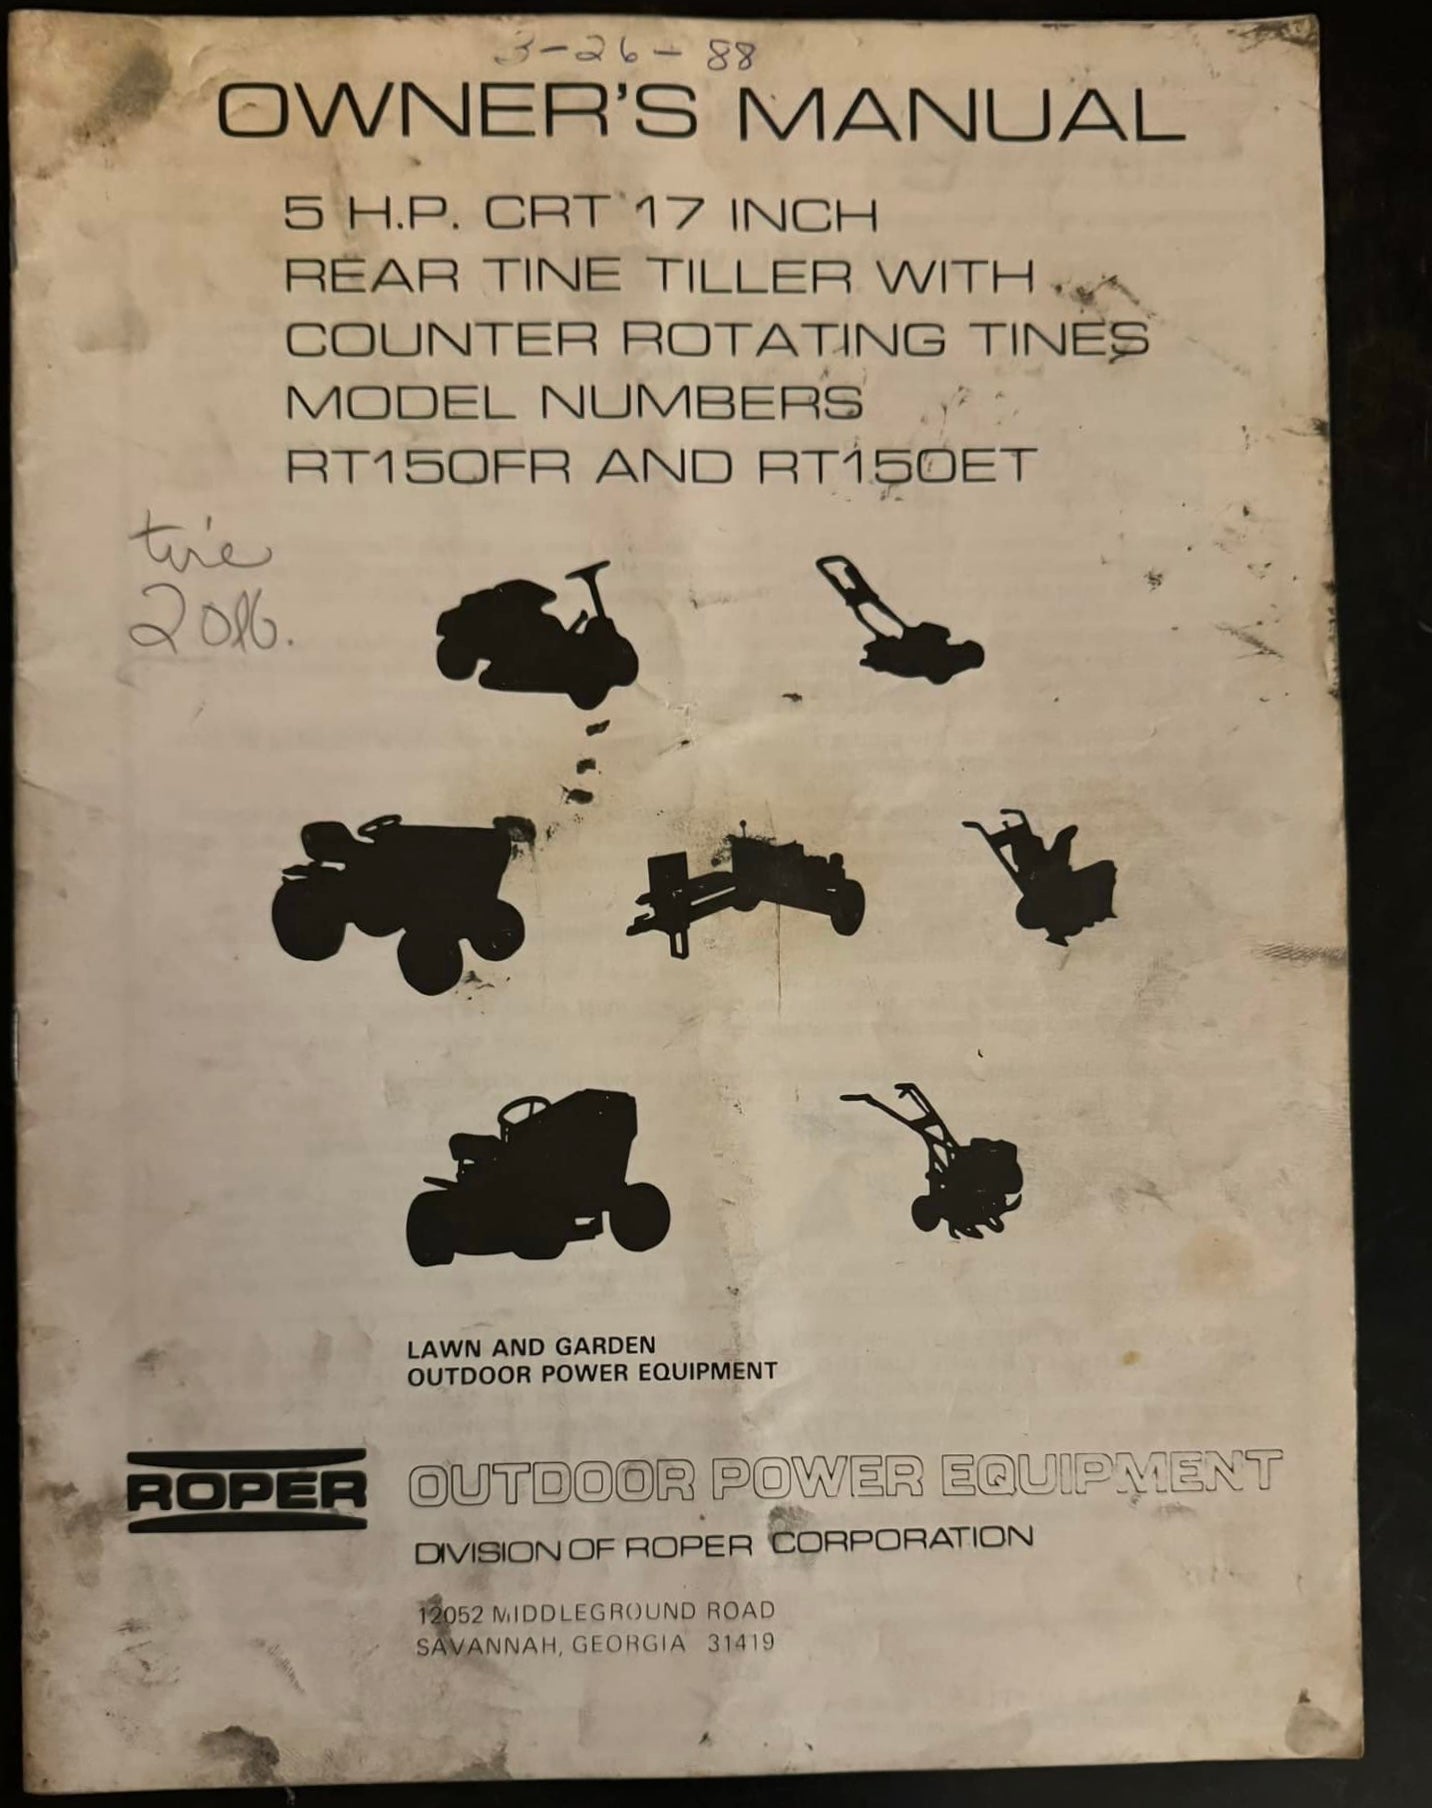 3-26-88
OWNER'S MANUAL
5 H.P. CRT 17 INCH
REAR TINE TILLER WITH
COUNTER ROTATING TINES
MODEL NUMBERS
RT150FR AND RT150ET
tire
20lb.
LAWN AND GARDEN
OUTDOOR POWER EQUIPMENT
ROPER
OUTDOOR POWER EQUIPMENT
DIVISION OF ROPER CORPORATION
12052 MIDDLEGROUND ROAD
SAVANNAH, GEORGIA 31419